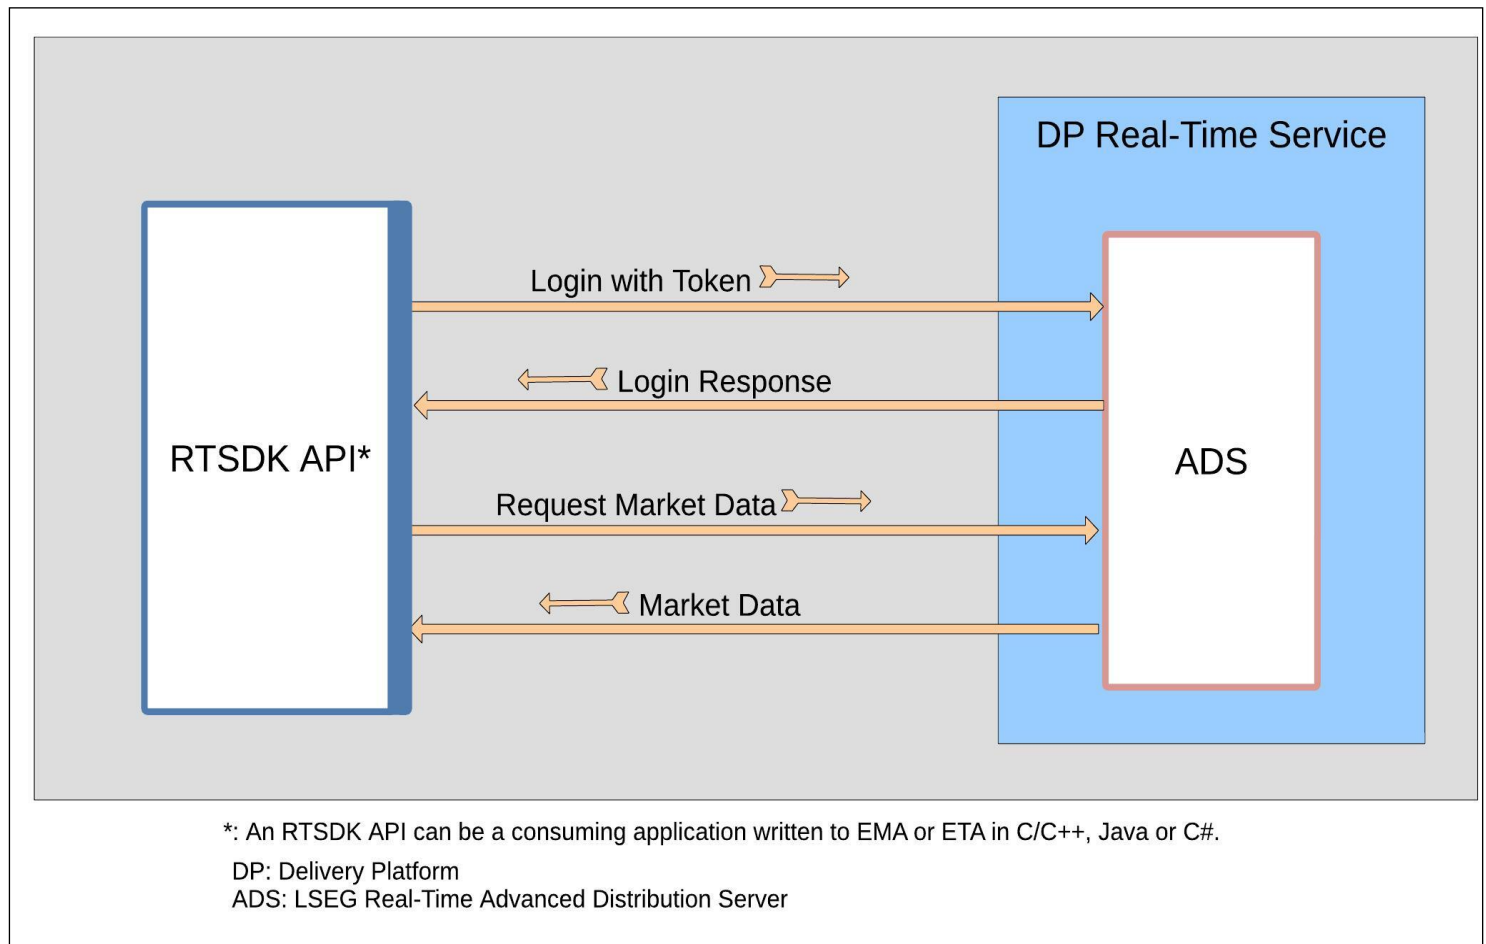 DP Real-Time Service
Login with Token
Login Response
RTSDK API*
ADS
Request Market Data
Market Data
*: An RTSDK API can be a consuming application written to EMA or ETA in C/C++, Java or C#.
DP: Delivery Platform
ADS: LSEG Real-Time Advanced Distribution Server